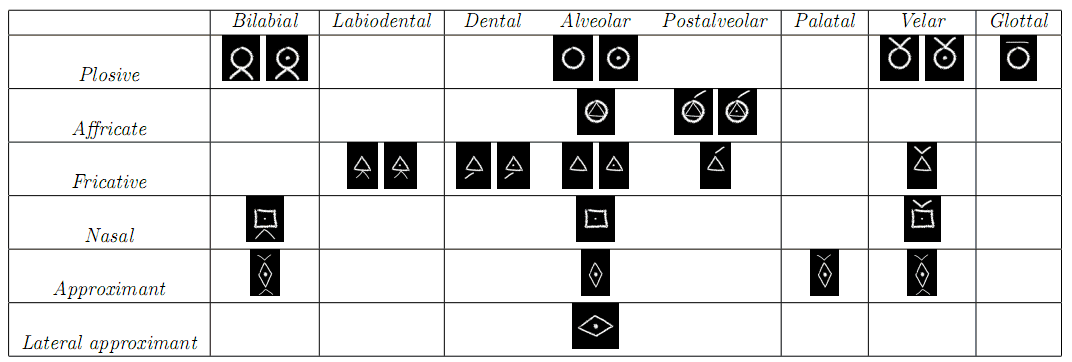 Bilabial Labiodental Dental Alveolar Postalveolar Palatal Velar Glottal
Plosive
Affricate
Fricative
Nasal
Approximant
Lateral approximant